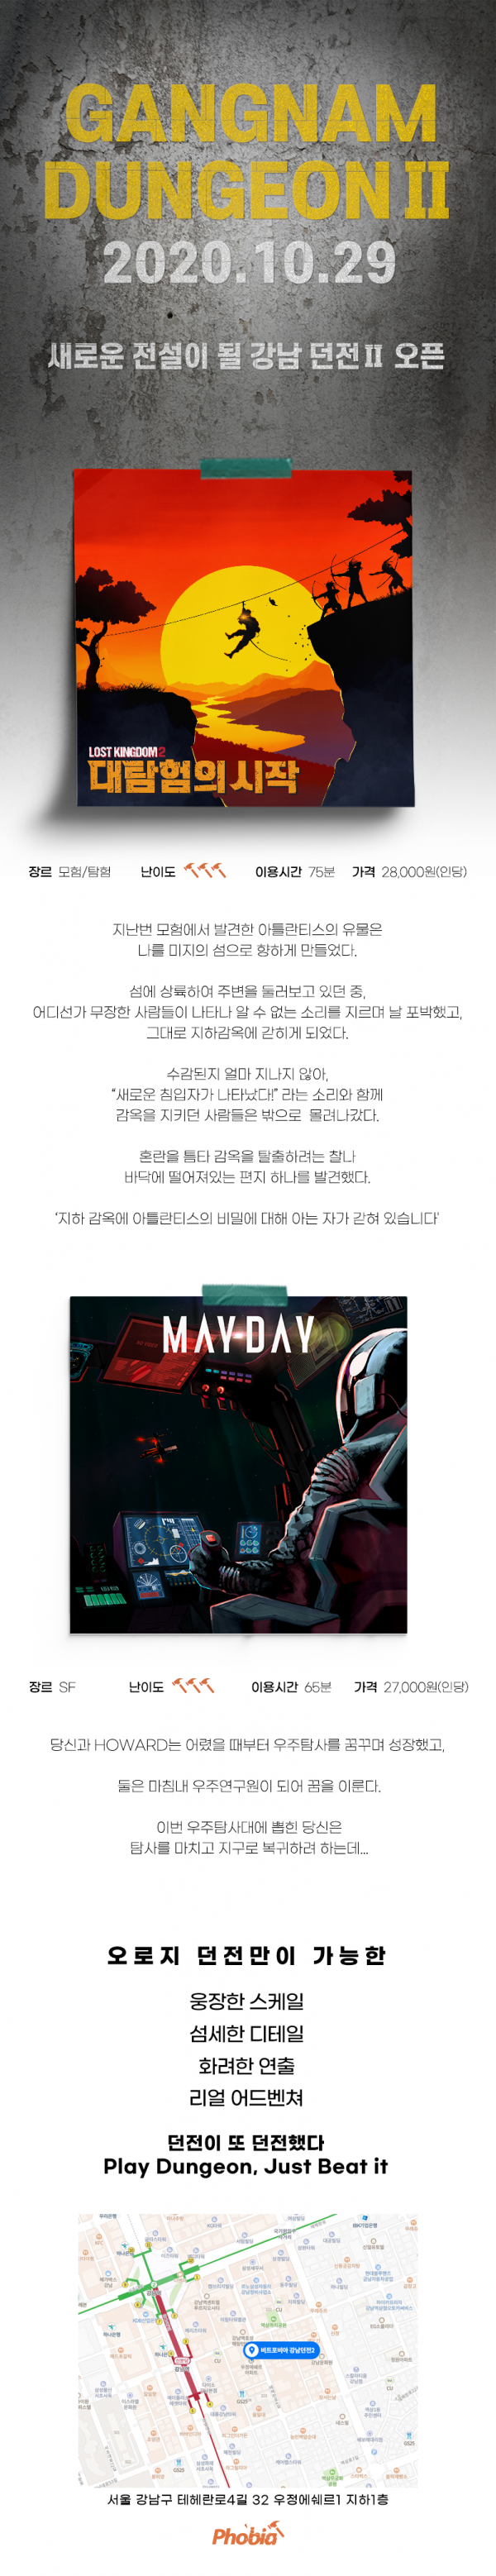 GANGNAM
DUNGEON II
2020.10.29
새로운 전설이 될 강남 던전Ⅱ 오픈
LOST KINGDOM 2
대탐험의 시작
장르 모험/탐험 난이도 이용시간 75분 가격 28,000원(인당)
지난번 모험에서 발견한 아틀란티스의 유물은
나를 미지의 섬으로 향하게 만들었다.
섬에 상륙하여 주변을 둘러보고 있던 중,
어디선가 무장한 사람들이 나타나 알 수 없는 소리를 지르며 날 포박했고,
그대로 지하감옥에 갇히게 되었다.
수감된지 얼마 지나지 않아,
“새로운 침입자가 나타났다!” 라는 소리와 함께
감옥을 지키던 사람들은 밖으로 몰려나갔다.
혼란을 틈타 감옥을 탈출하려는 찰나
바닥에 떨어져있는 편지 하나를 발견했다.
'지하 감옥에 아틀란티스의 비밀에 대해 아는 자가 갇혀 있습니다'
MAYDAY
장르 SF 난이도 이용시간 65분 가격 27,000원(인당)
당신과 HOWARD는 어렸을 때부터 우주탐사를 꿈꾸며 성장했고,
둘은 마침내 우주연구원이 되어 꿈을 이룬다.
이번 우주탐사대에 뽑힌 당신은
탐사를 마치고 지구로 복귀하려 하는데...
오로지 던전만이 가능한
웅장한 스케일
섬세한 디테일
화려한 연출
리얼 어드벤쳐
던전이 또 던전했다
Play Dungeon, Just Beat it
비트포비아 강남던전2
서울 강남구 테헤란로4길 32 우정에쉐르1 지하1층
Phobia